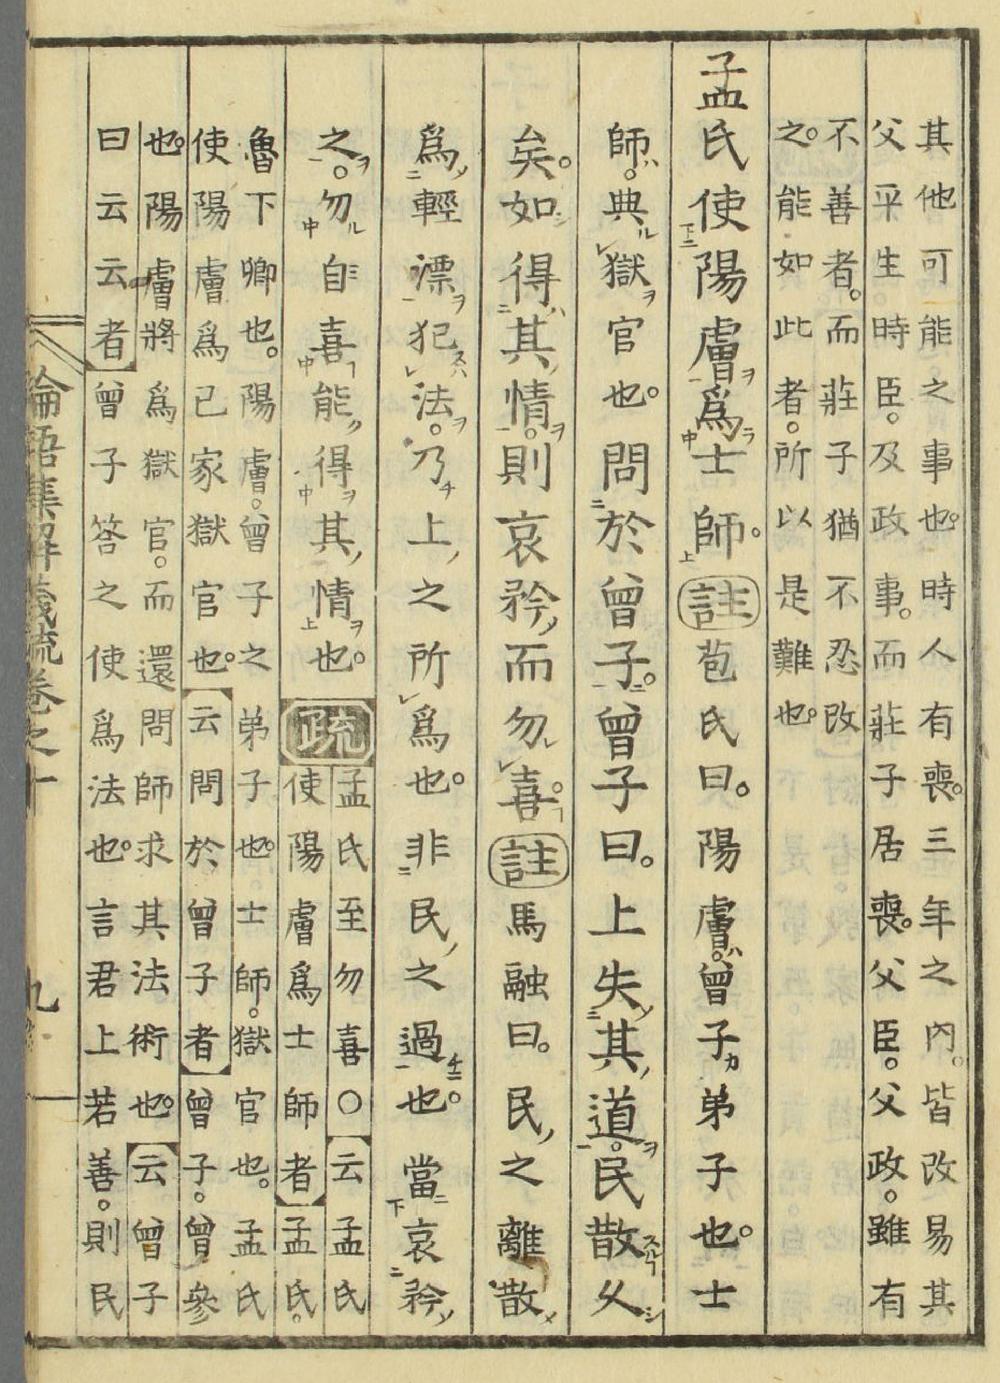 其他可能之事也。時人有喪。三年之內。皆改易其
父平生時臣。及政事。而莊子居喪。父臣。父政。雖有
不善者。而莊子猶不忍改
之。能如此者。所以是難也。
孟氏使陽膚爲士師。註苞氏曰。陽膚。曾子弟子也。士
師。典獄官也。問於曾子。曾子曰。上失其道。民散久
矣。如得其情。則哀矜而勿喜。註馬融曰。民之離散
爲輕漂犯法。乃上之所爲也。非民之過也。當哀矜
之。勿自喜能得其情也。疏
孟氏至勿喜〇【云孟氏
使陽膚爲士師者】孟氏。
魯下卿也。陽膚。曾子之弟子也。士師。獄官也。孟氏
使陽膚爲己家獄官也。【云問於曾子者】曾子。曾參
也。陽膚將爲獄官。而還問師求其法術也。【云曾子
曰云云者】曾子答之使爲法也。言君上若善。則民
論語集解義疏卷之十
九